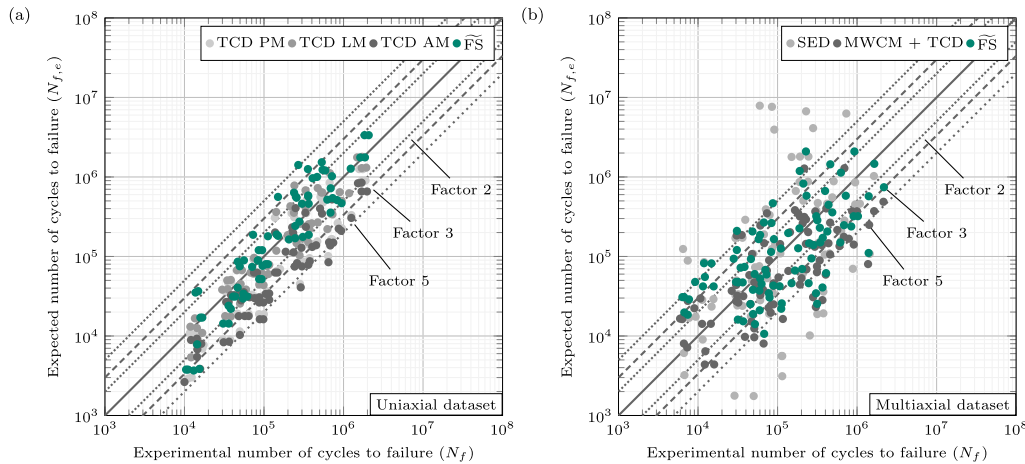 (a)
10^8
10^7
10^6
10^5
10^4
10^3
Expected number of cycles to failure (N_{f,e})
TCD PM TCD LM TCD AM F͠S
Factor 2
Factor 3
Factor 5
Uniaxial dataset
10^3 10^4 10^5 10^6 10^7 10^8
Experimental number of cycles to failure (N_f)
(b)
10^8
10^7
10^6
10^5
10^4
10^3
Expected number of cycles to failure (N_{f,e})
SED MWCM + TCD F͠S
Factor 2
Factor 3
Factor 5
Multiaxial dataset
10^3 10^4 10^5 10^6 10^7 10^8
Experimental number of cycles to failure (N_f)